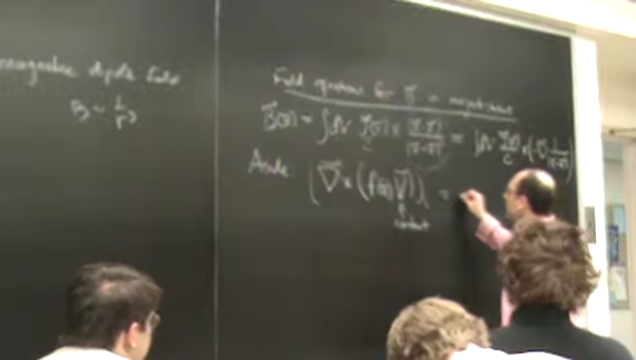 magnetic dipole field
B ~ 1/r³
Field equations for B⃗ in magnetostatics
B⃗(x⃗) = ∫d³x' J⃗(x⃗')/c × (x⃗-x⃗')/|x⃗-x⃗'|³ = ∫d³x' J⃗(x⃗')/c × (-∇⃗ 1/|x⃗-x⃗'|)
Aside: (∇⃗ × (f(x⃗) V⃗))ᵢ =
constant